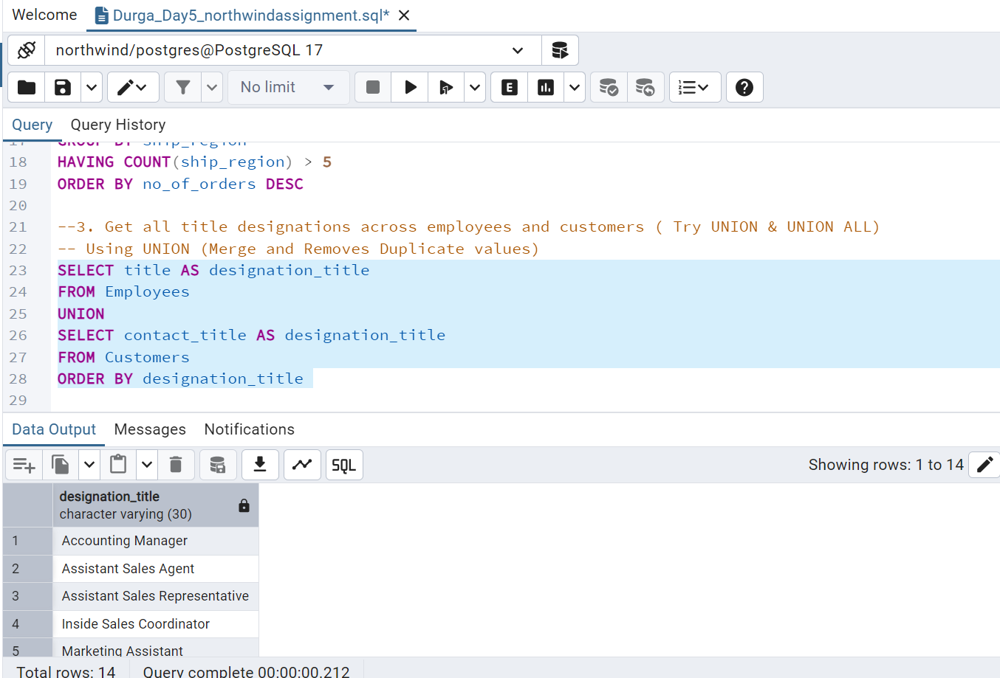 Welcome
Durga_Day5_northwindassignment.sql*
northwind/postgres@PostgreSQL 17
No limit
E
Query Query History
17 GROUP BY ship_region
18 HAVING COUNT(ship_region) > 5
19 ORDER BY no_of_orders DESC
20
21 --3. Get all title designations across employees and customers ( Try UNION & UNION ALL)
22 -- Using UNION (Merge and Removes Duplicate values)
23 SELECT title AS designation_title
24 FROM Employees
25 UNION
26 SELECT contact_title AS designation_title
27 FROM Customers
28 ORDER BY designation_title
29
Data Output Messages Notifications
SQL
Showing rows: 1 to 14
designation_title
character varying (30)
1 Accounting Manager
2 Assistant Sales Agent
3 Assistant Sales Representative
4 Inside Sales Coordinator
5 Marketing Assistant
Total rows: 14 Query complete 00:00:00.212